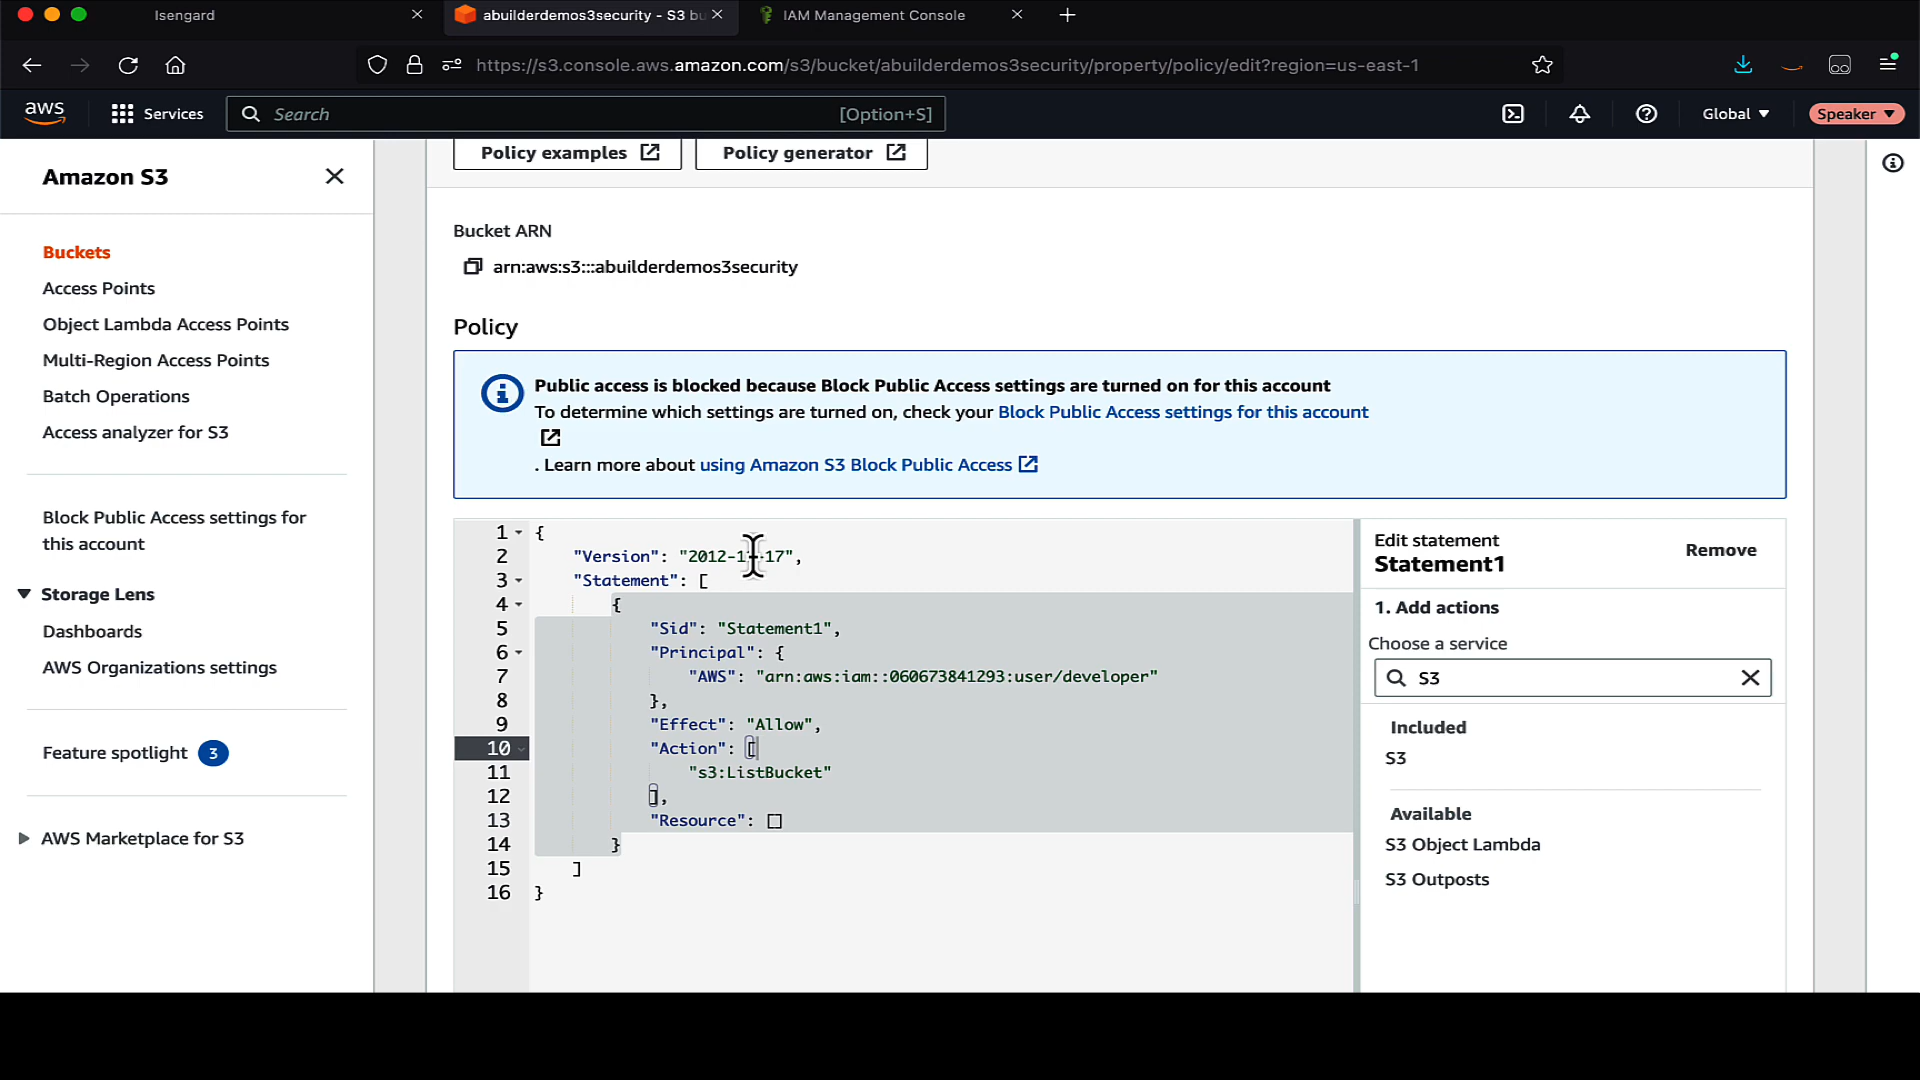 Isengard
abuilderdemos3security - S3 bu
IAM Management Console
https://s3.console.aws.amazon.com/s3/bucket/abuilderdemos3security/property/policy/edit?region=us-east-1
aws
Services
Search
[Option+S]
Global
Speaker
Amazon S3
Buckets
Access Points
Object Lambda Access Points
Multi-Region Access Points
Batch Operations
Access analyzer for S3
Block Public Access settings for
this account
Storage Lens
Dashboards
AWS Organizations settings
Feature spotlight 3
AWS Marketplace for S3
Policy examples
Policy generator
Bucket ARN
arn:aws:s3:::abuilderdemos3security
Policy
Public access is blocked because Block Public Access settings are turned on for this account
To determine which settings are turned on, check your Block Public Access settings for this account
. Learn more about using Amazon S3 Block Public Access
1 {
2 "Version": "2012-10-17",
3 "Statement": [
4 {
5 "Sid": "Statement1",
6 "Principal": {
7 "AWS": "arn:aws:iam::060673841293:user/developer"
8 },
9 "Effect": "Allow",
10 "Action": [
11 "s3:ListBucket"
12 ],
13 "Resource": []
14 }
15 ]
16 }
Edit statement
Statement1
Remove
1. Add actions
Choose a service
S3
Included
S3
Available
S3 Object Lambda
S3 Outposts